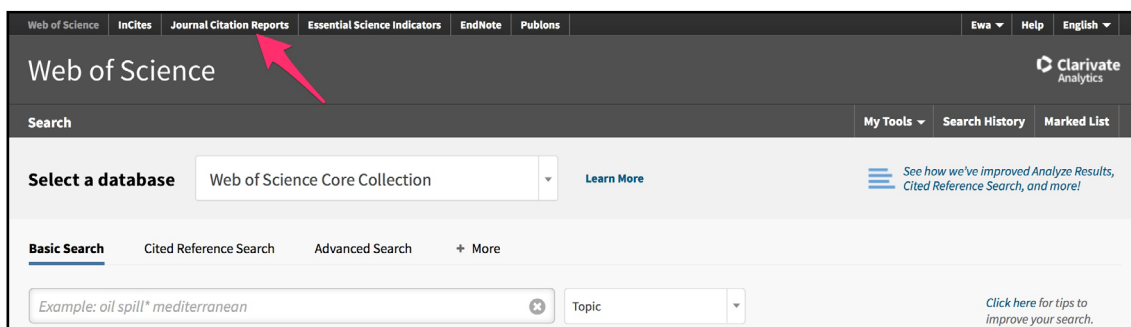 Web of Science InCites Journal Citation Reports Essential Science Indicators EndNote Publons Ewa Help English
Web of Science
Clarivate
Analytics
Search My Tools Search History Marked List
Select a database Web of Science Core Collection Learn More
See how we've improved Analyze Results,
Cited Reference Search, and more!
Basic Search Cited Reference Search Advanced Search + More
Example: oil spill* mediterranean Topic
Click here for tips to
improve your search.